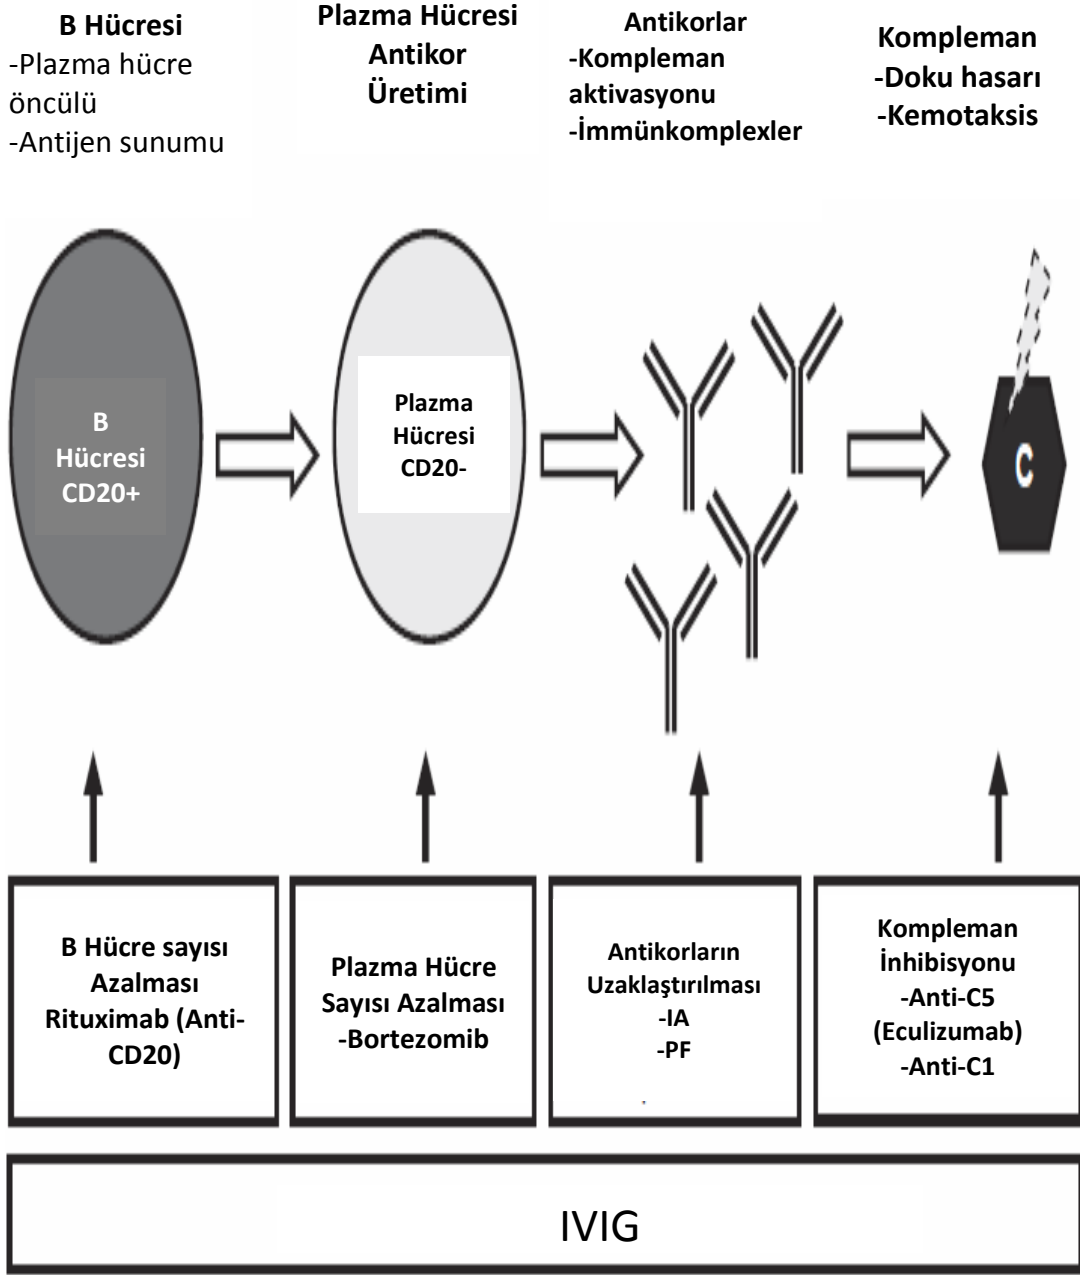 B Hücresi
-Plazma hücre
öncülü
-Antijen sunumu
Plazma Hücresi
Antikor
Üretimi
Antikorlar
-Kompleman
aktivasyonu
-İmmünkomplexler
Kompleman
-Doku hasarı
-Kemotaksis
B
Hücresi
CD20+
Plazma
Hücresi
CD20-
C
B Hücre sayısı
Azalması
Rituximab (Anti-
CD20)
Plazma Hücre
Sayısı Azalması
-Bortezomib
Antikorların
Uzaklaştırılması
-IA
-PF
Kompleman
İnhibisyonu
-Anti-C5
(Eculizumab)
-Anti-C1
IVIG